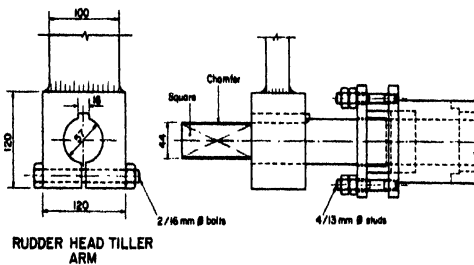 100
Chamfer
16
Square
57
120
44
120
2/16 mm Ø bolts
4/13 mm Ø studs
RUDDER HEAD TILLER
ARM